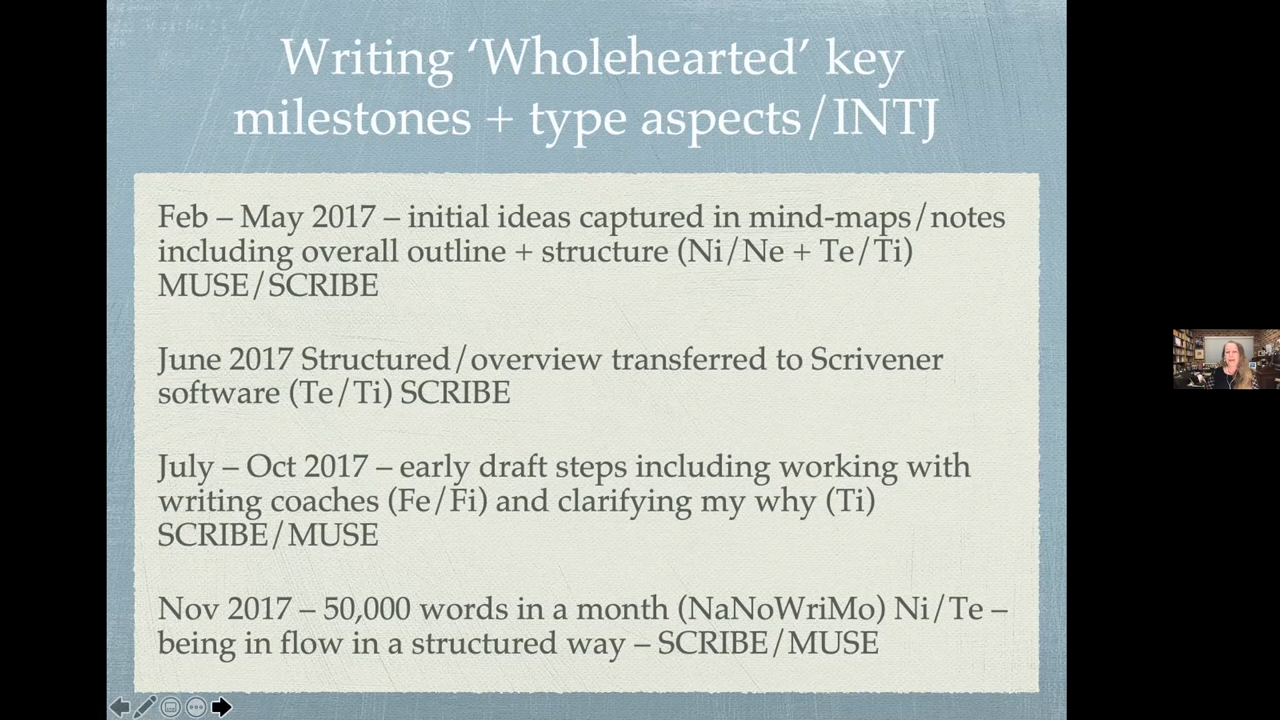 Writing ‘Wholehearted’ key
milestones + type aspects/INTJ
Feb – May 2017 – initial ideas captured in mind-maps/notes
including overall outline + structure (Ni/Ne + Te/Ti)
MUSE/SCRIBE
June 2017 Structured/overview transferred to Scrivener
software (Te/Ti) SCRIBE
July – Oct 2017 – early draft steps including working with
writing coaches (Fe/Fi) and clarifying my why (Ti)
SCRIBE/MUSE
Nov 2017 – 50,000 words in a month (NaNoWriMo) Ni/Te –
being in flow in a structured way – SCRIBE/MUSE